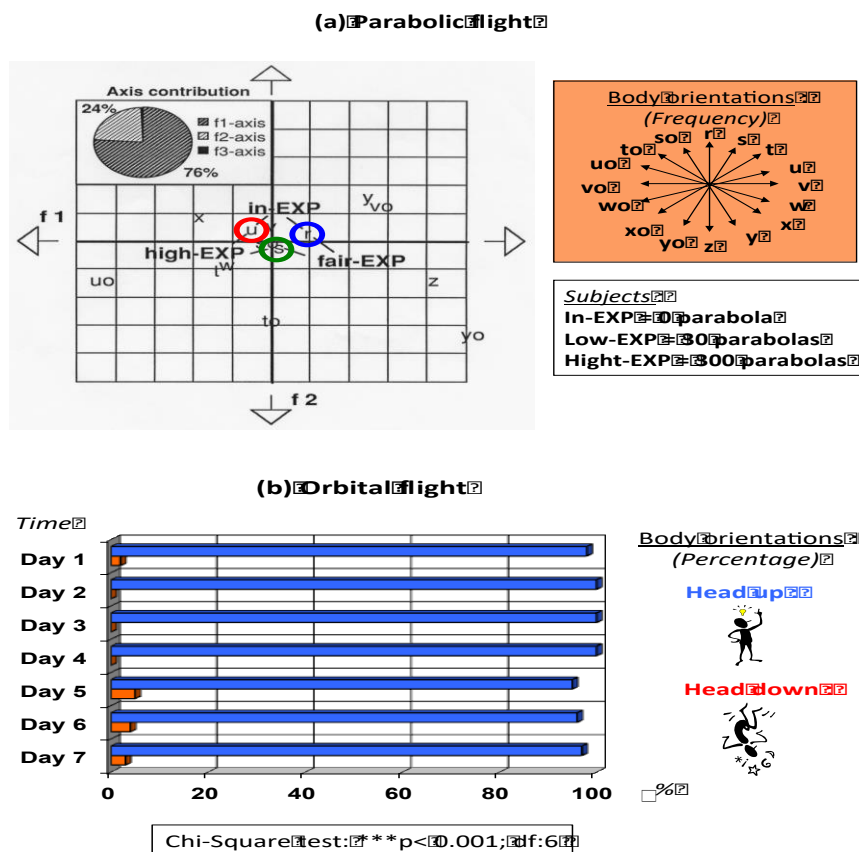 (a) Parabolic flight
Axis contribution
24%
f1-axis
f2-axis
f3-axis
76%
Body orientations
(Frequency)
r
so s
to t
uo u
vo v
wo w
xo x
yo z y
y
vo
in-EXP
x
f 1
u r
s
high-EXP fair-EXP
w
uo z
to
yo
f 2
Subjects
In-EXP = 0 parabola
Low-EXP = 30 parabolas
Hight-EXP = 300 parabolas
(b) Orbital flight
Time
Body orientations
(Percentage)
Day 1
Day 2
Day 3
Day 4
Day 5
Day 6
Day 7
Head up
Head down
0 20 40 60 80 100
%
Chi-Square test: ***p< 0.001; df:6